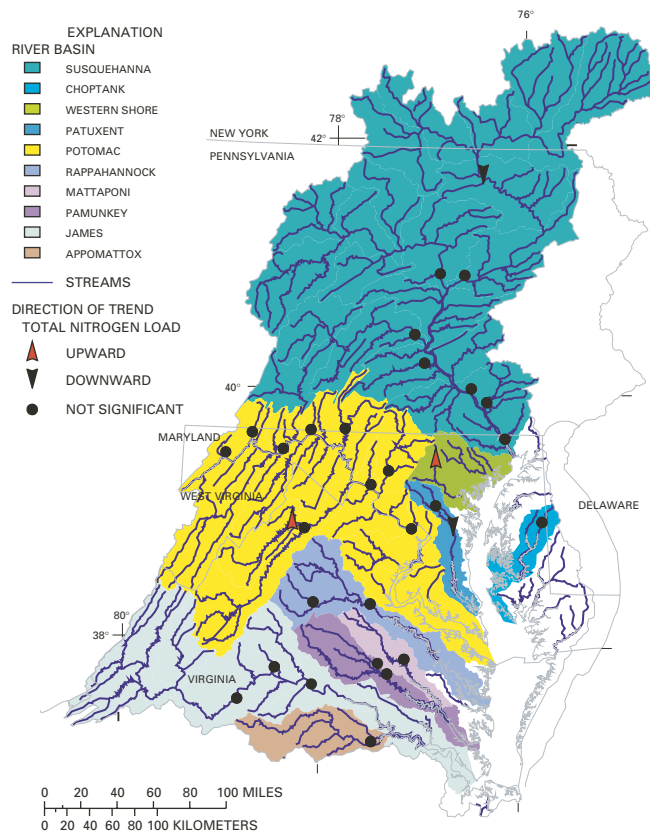 EXPLANATION
RIVER BASIN
SUSQUEHANNA
CHOPTANK
WESTERN SHORE
PATUXENT
POTOMAC
RAPPAHANNOCK
MATTAPONI
PAMUNKEY
JAMES
APPOMATTOX
STREAMS
DIRECTION OF TREND
TOTAL NITROGEN LOAD
UPWARD
DOWNWARD
NOT SIGNIFICANT
76°
78°
42°
NEW YORK
PENNSYLVANIA
40°
MARYLAND
WEST VIRGINIA
DELAWARE
80°
38°
VIRGINIA
0 20 40 60 80 100 MILES
0 20 40 60 80 100 KILOMETERS